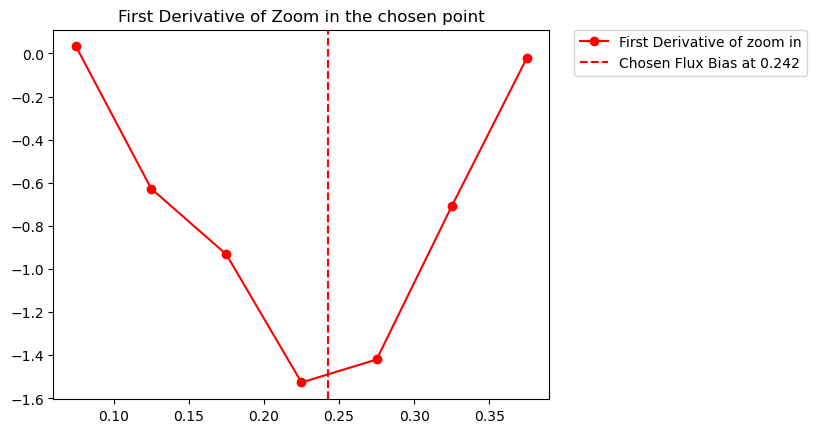 First Derivative of Zoom in the chosen point
First Derivative of zoom in
Chosen Flux Bias at 0.242
0.0
−0.2
−0.4
−0.6
−0.8
−1.0
−1.2
−1.4
−1.6
0.10 0.15 0.20 0.25 0.30 0.35